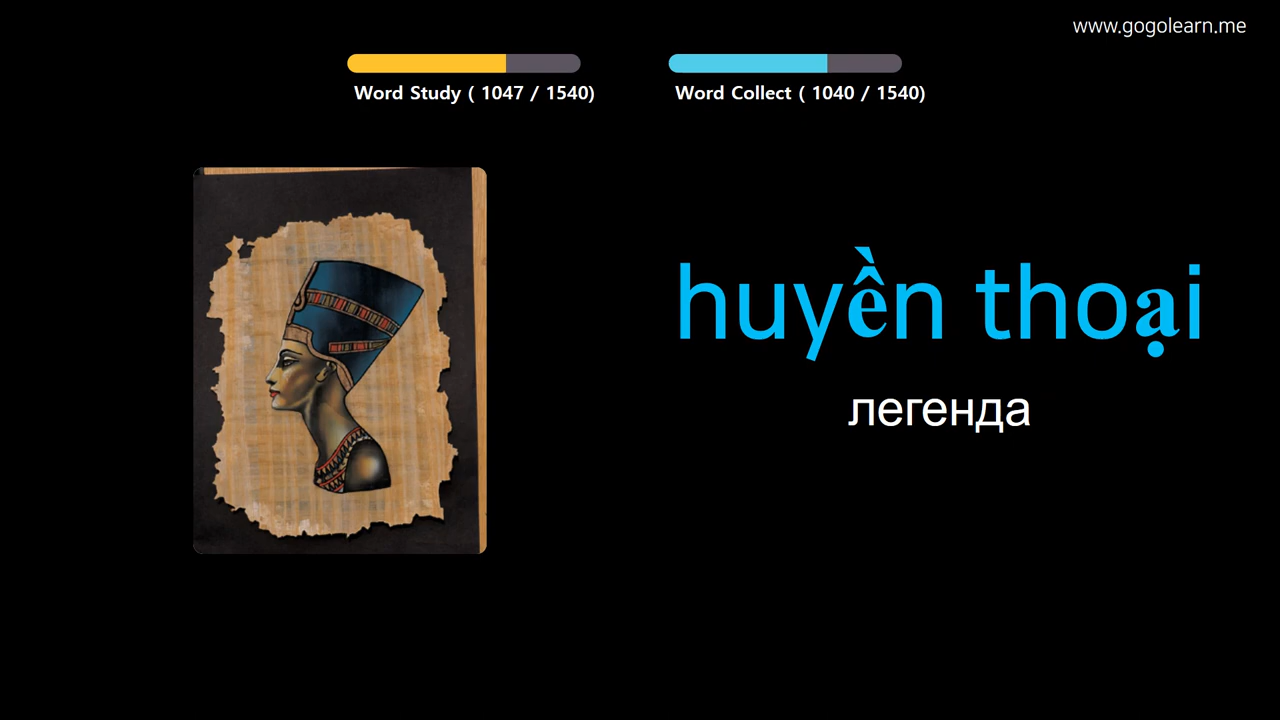 www.gogolearn.me
Word Study ( 1047 / 1540)
Word Collect ( 1040 / 1540)
huyền thoại
легенда